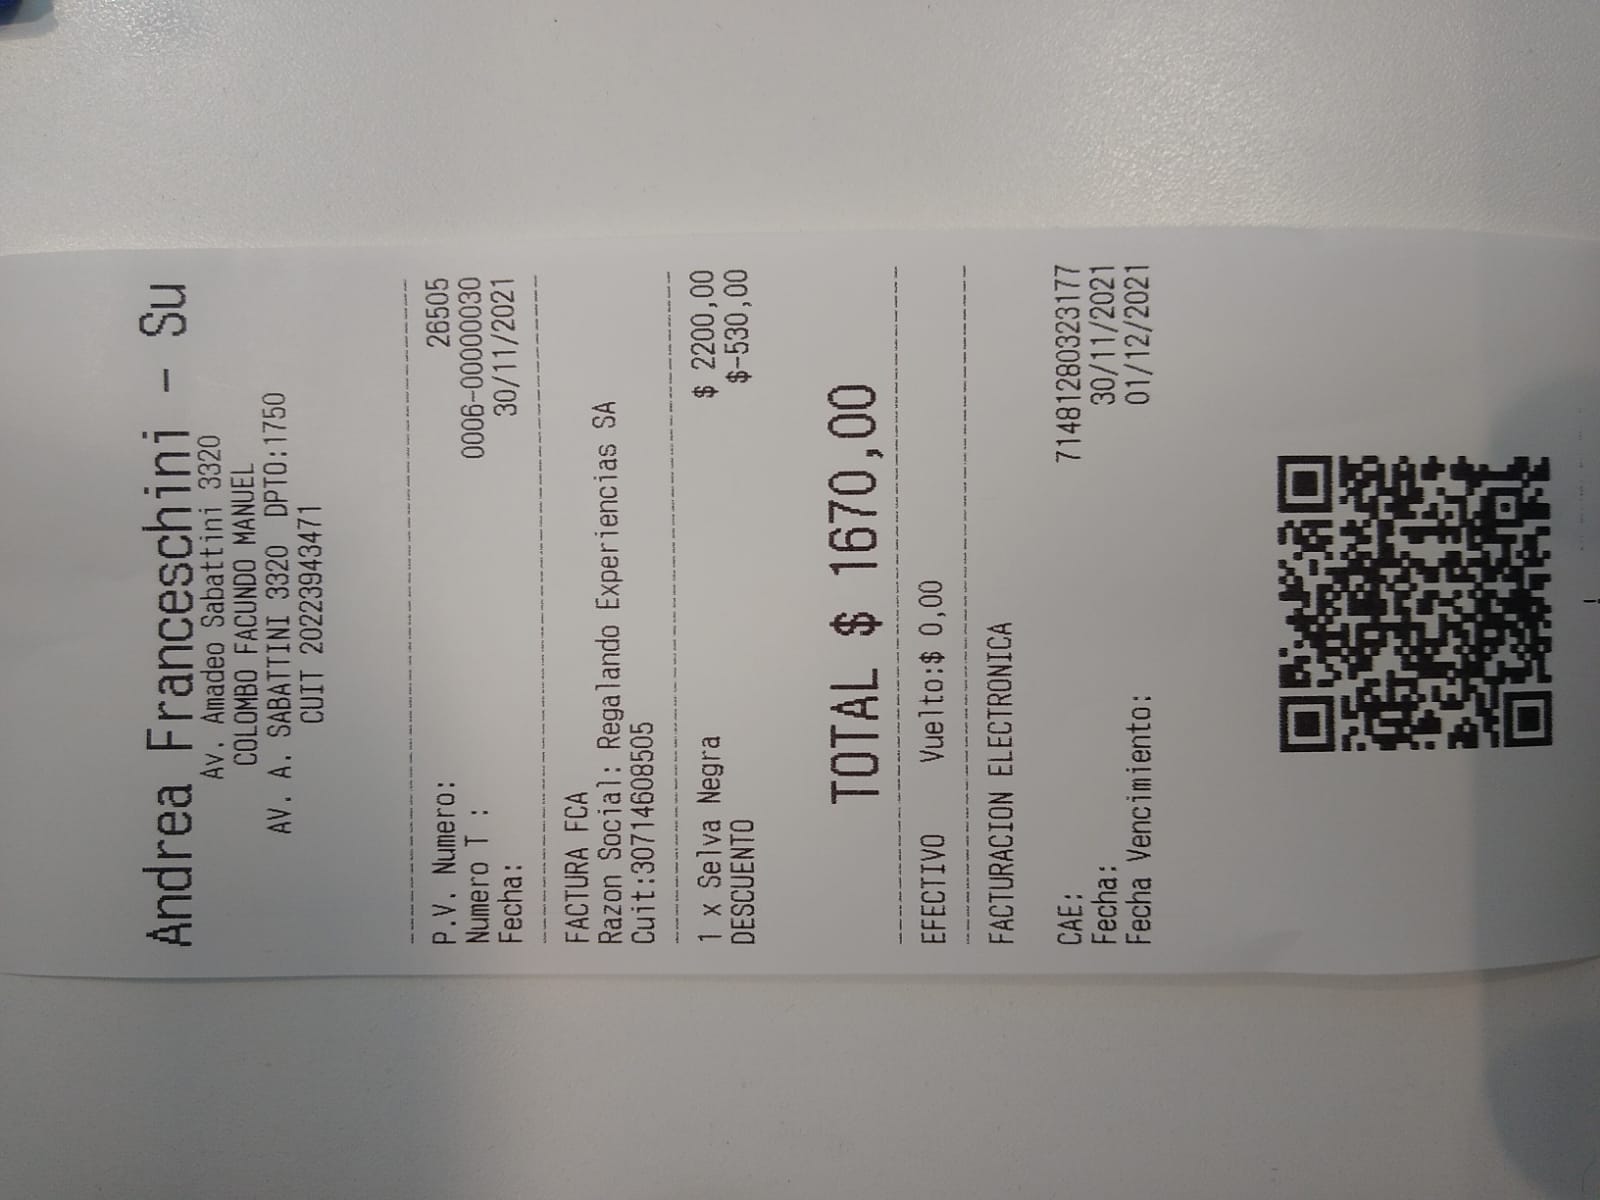 Andrea Franceschini - Su
Av. Amadeo Sabattini 3320
COLOMBO FACUNDO MANUEL
AV. A. SABATTINI 3320 DPTO:1750
CUIT 20223943471
P.V. Numero: 26505
Numero T : 0006-00000030
Fecha: 30/11/2021
FACTURA FCA
Razon Social: Regalando Experiencias SA
Cuit:30714608505
1 x Selva Negra $ 2200,00
DESCUENTO $-530,00
TOTAL $ 1670,00
EFECTIVO Vuelto:$ 0,00
FACTURACION ELECTRONICA
CAE: 71481280323177
Fecha: 30/11/2021
Fecha Vencimiento: 01/12/2021